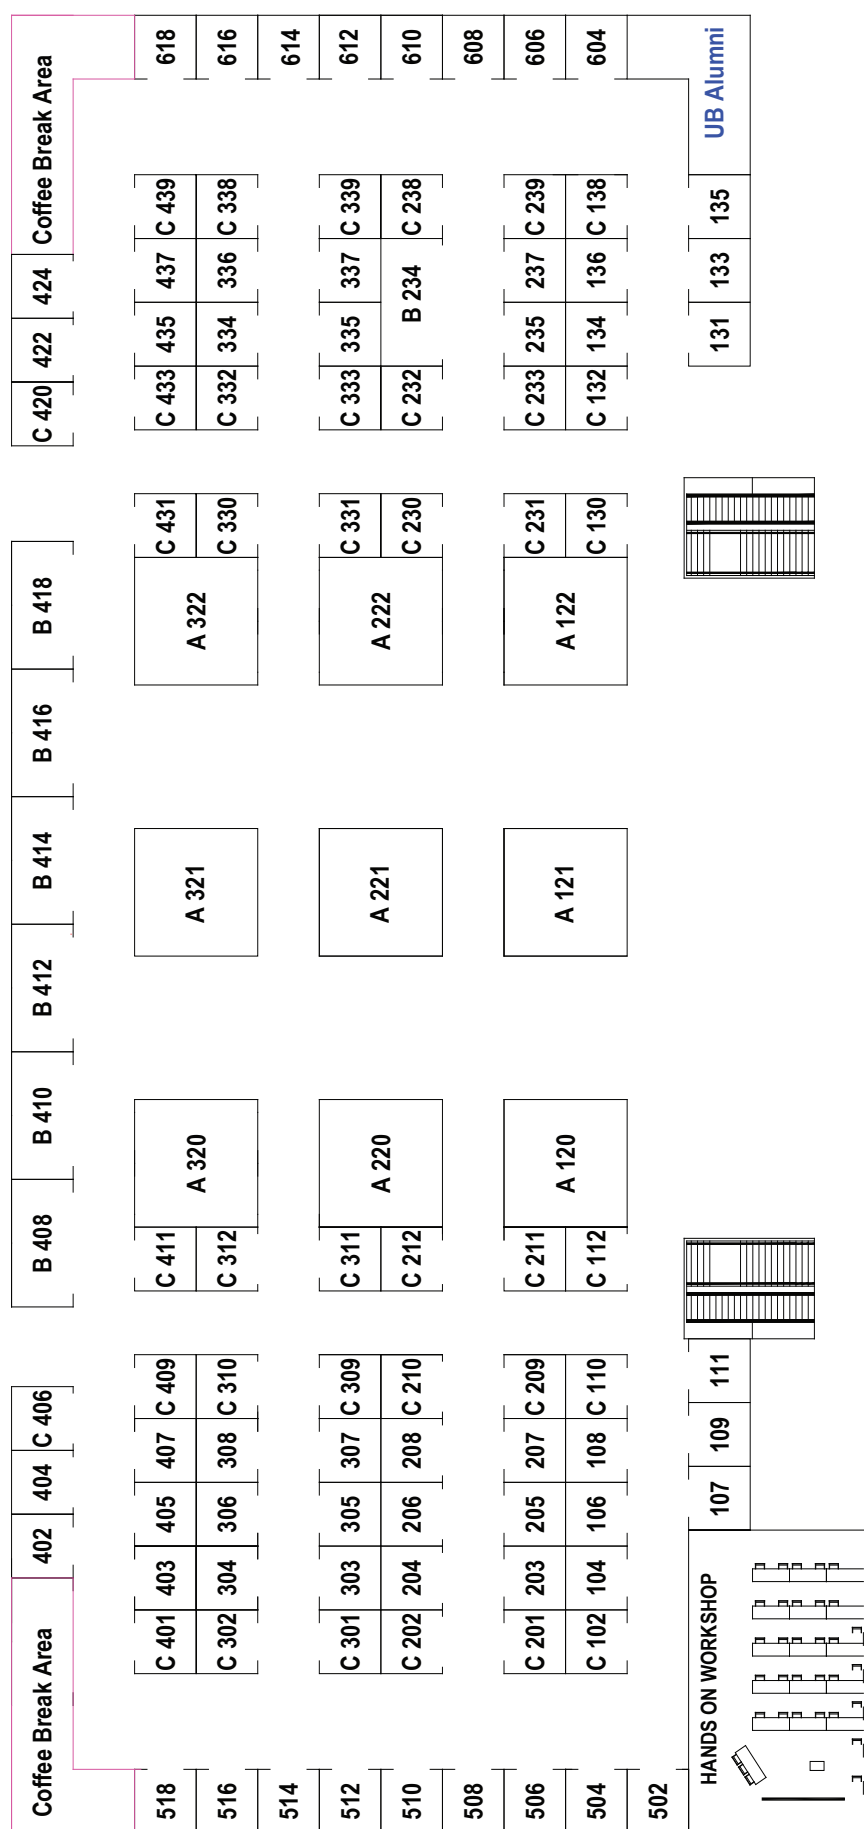 Coffee Break Area
618
616
614
612
610
608
606
604
UB Alumni
424
422
C 420
C 439
C 338
C 339
C 238
C 239
C 138
135
437
336
337
B 234
237
136
133
435
334
335
235
134
131
C 433
C 332
C 333
C 232
C 233
C 132
C 431
C 330
C 331
C 230
C 231
C 130
B 418
A 322
A 222
A 122
B 416
B 414
A 321
A 221
A 121
B 412
B 410
A 320
A 220
A 120
B 408
C 411
C 312
C 311
C 212
C 211
C 112
C 406
C 409
C 310
C 309
C 210
C 209
C 110
111
404
407
308
307
208
207
108
109
402
405
306
305
206
205
106
107
403
304
303
204
203
104
C 401
C 302
C 301
C 202
C 201
C 102
HANDS ON WORKSHOP
Coffee Break Area
518
516
514
512
510
508
506
504
502